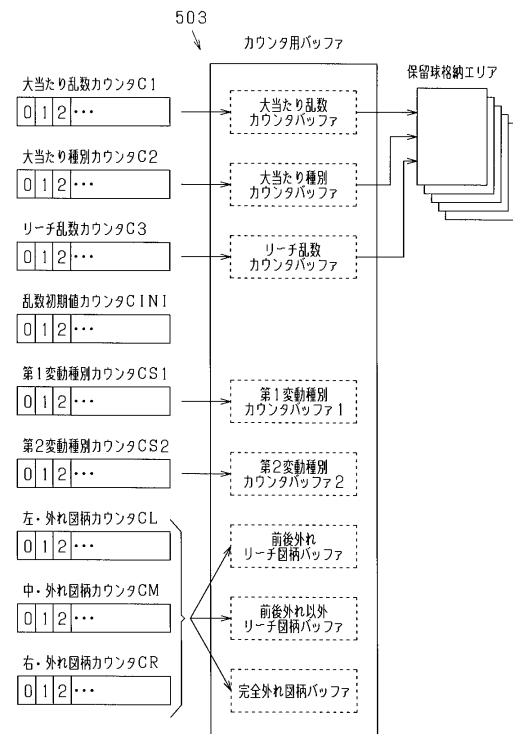 503
カウンタ用バッファ
保留球格納エリア
大当たり乱数カウンタC1
0 1 2 ･･･
大当たり乱数
カウンタバッファ
大当たり種別カウンタC2
0 1 2 ･･･
大当たり種別
カウンタバッファ
リーチ乱数カウンタC3
0 1 2 ･･･
リーチ乱数
カウンタバッファ
乱数初期値カウンタCINI
0 1 2 ･･･
第1変動種別カウンタCS1
0 1 2 ･･･
第1変動種別
カウンタバッファ1
第2変動種別カウンタCS2
0 1 2 ･･･
第2変動種別
カウンタバッファ2
左・外れ図柄カウンタCL
0 1 2 ･･･
前後外れ
リーチ図柄バッファ
中・外れ図柄カウンタCM
0 1 2 ･･･
前後外れ以外
リーチ図柄バッファ
右・外れ図柄カウンタCR
0 1 2 ･･･
完全外れ図柄バッファ